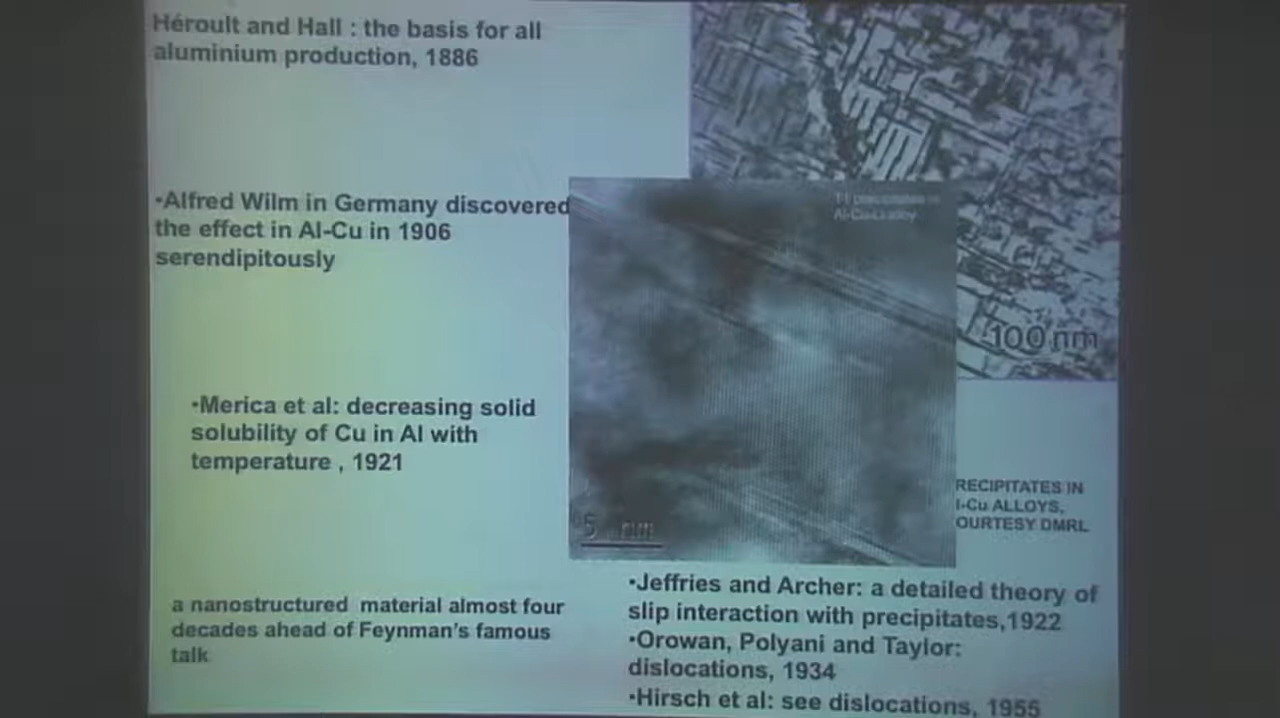 Héroult and Hall : the basis for all
aluminium production, 1886
•Alfred Wilm in Germany discovered
the effect in Al-Cu in 1906
serendipitously
T1 precipitates in
Al-Cu-Li alloy
100 nm
•Merica et al: decreasing solid
solubility of Cu in Al with
temperature , 1921
5 nm
RECIPITATES IN
l-Cu ALLOYS,
OURTESY DMRL
a nanostructured material almost four
decades ahead of Feynman's famous
talk
•Jeffries and Archer: a detailed theory of
slip interaction with precipitates,1922
•Orowan, Polyani and Taylor:
dislocations, 1934
•Hirsch et al: see dislocations, 1955